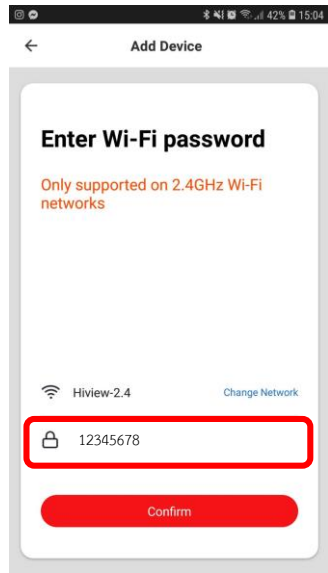 42% 15:04
Add Device
Enter Wi-Fi password
Only supported on 2.4GHz Wi-Fi
networks
Hiview-2.4 Change Network
12345678
Confirm